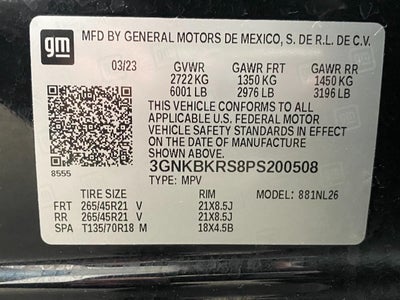 gm MFD BY GENERAL MOTORS DE MEXICO, S. DE R.L. DE C.V.
03/23 GVWR GAWR FRT GAWR RR
2722 KG 1350 KG 1450 KG
6001 LB 2976 LB 3196 LB
THIS VEHICLE CONFORMS TO ALL
APPLICABLE U.S. FEDERAL MOTOR
VEHICLE SAFETY STANDARDS IN EFFECT
ON THE DATE OF MANUFACTURE SHOWN ABOVE.
8555 3GNKBKRS8PS200508
TYPE: MPV
TIRE SIZE RIM MODEL: 881NL26
FRT 265/45R21 V 21X8.5J
RR 265/45R21 V 21X8.5J
SPA T135/70R18 M 18X4.5B